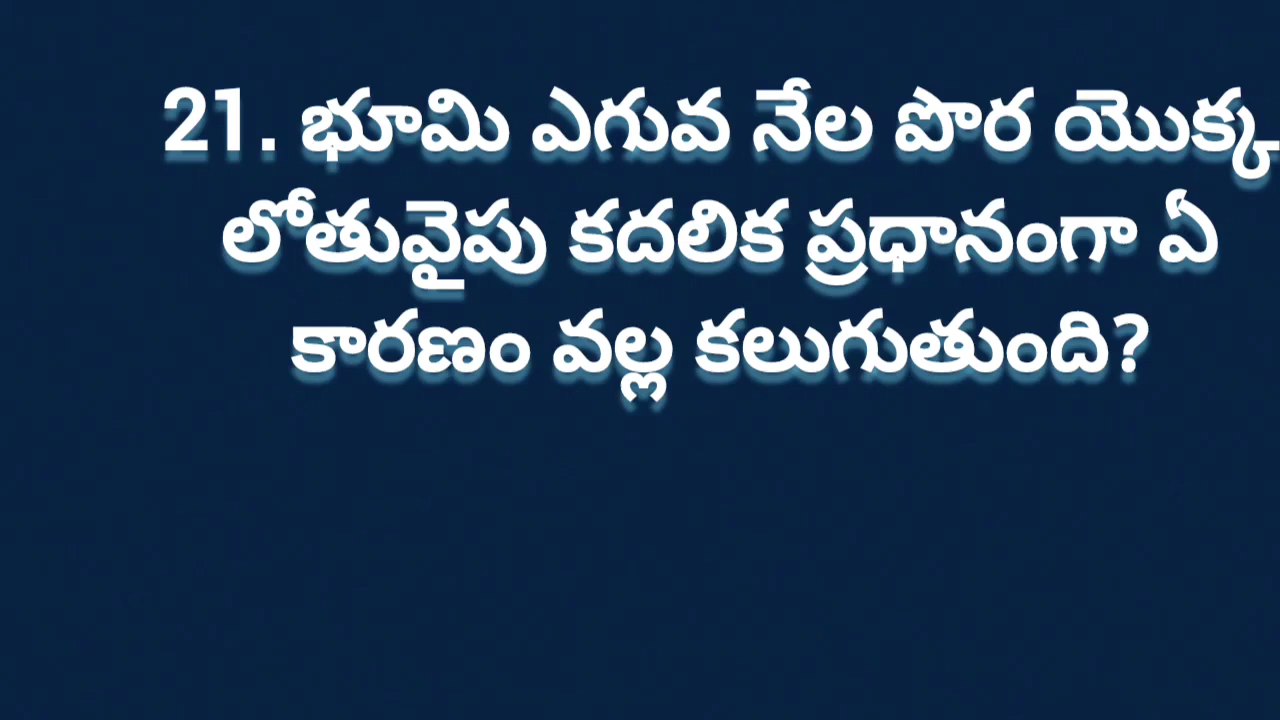 21. భూమి ఎగువ నేల పొర యొక్క
లోతువైపు కదలిక ప్రధానంగా ఏ
కారణం వల్ల కలుగుతుంది?